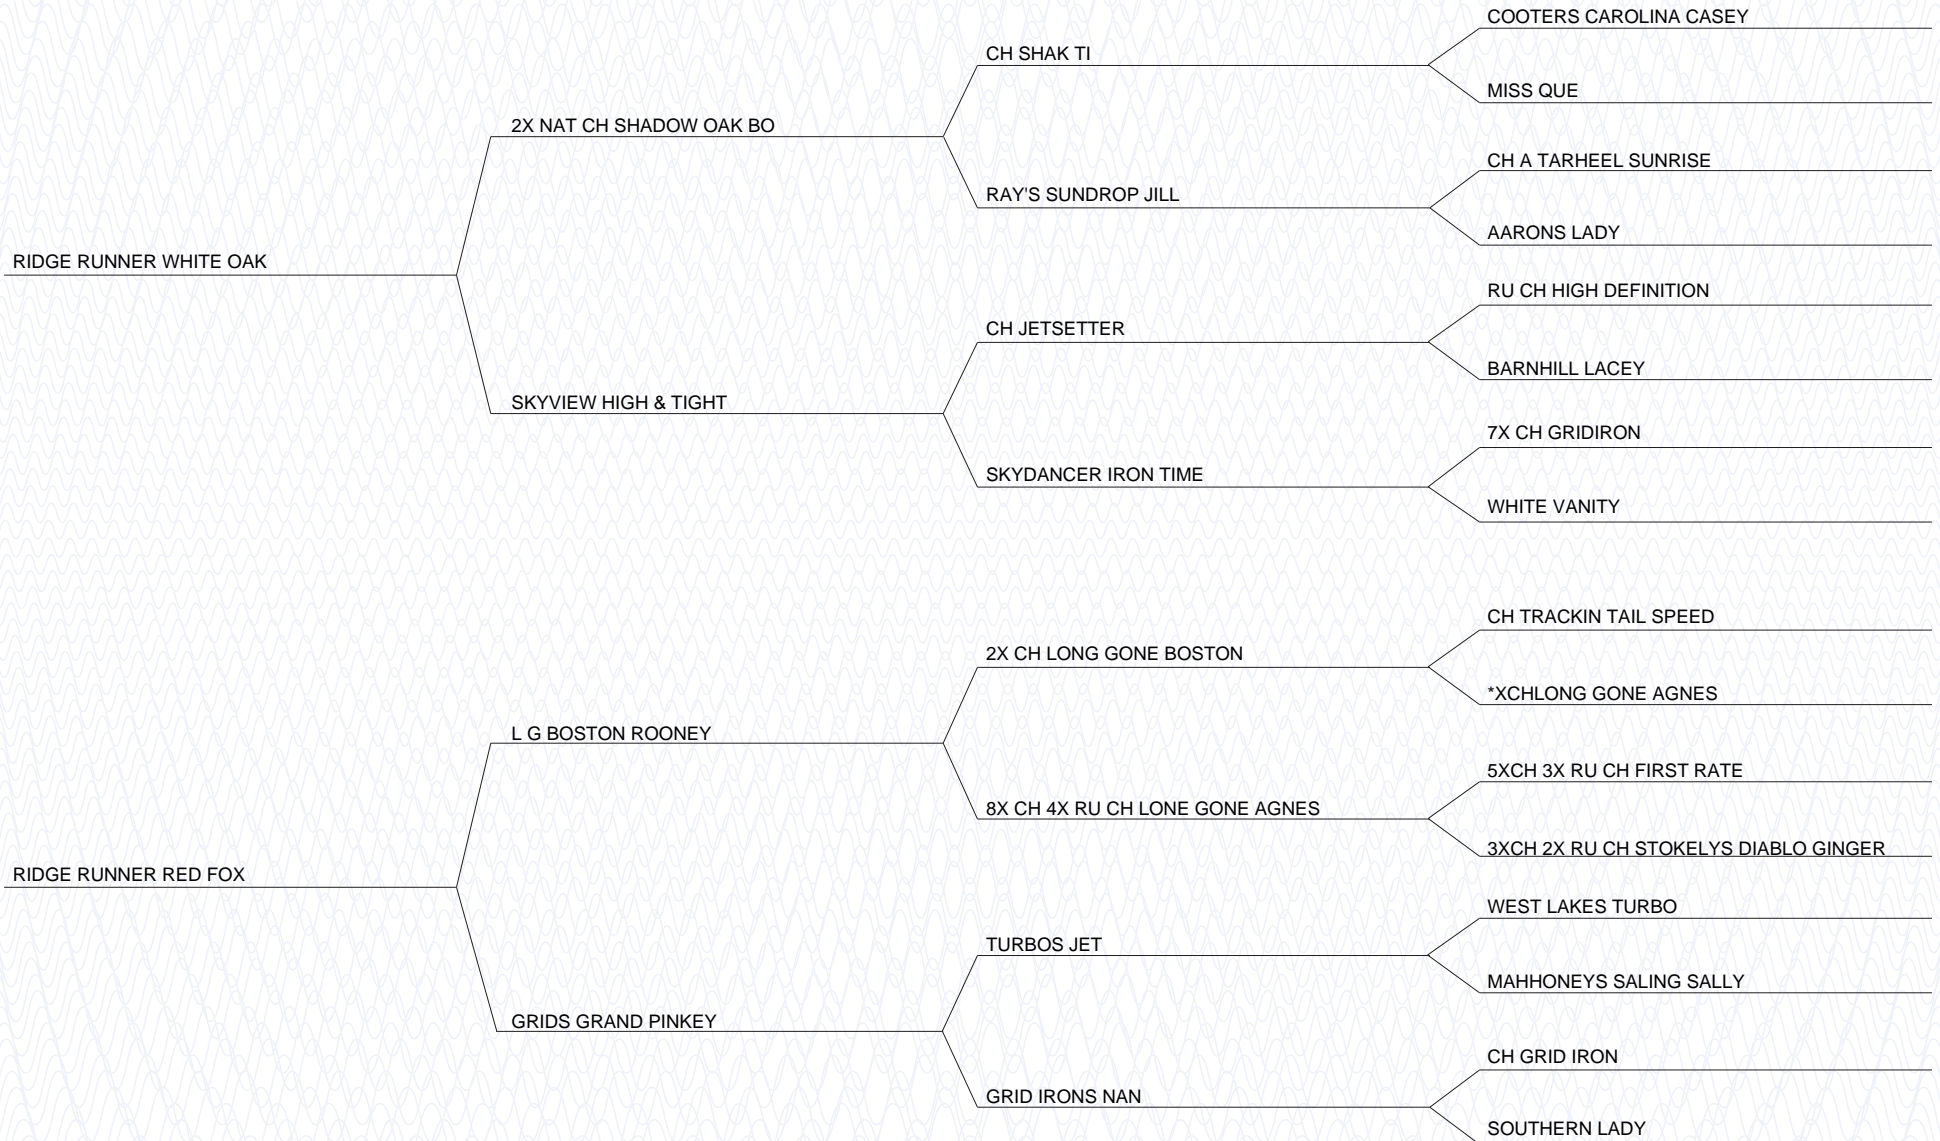 COOTERS CAROLINA CASEY
CH SHAK TI
MISS QUE
2X NAT CH SHADOW OAK BO
CH A TARHEEL SUNRISE
RAY'S SUNDROP JILL
AARONS LADY
RIDGE RUNNER WHITE OAK
RU CH HIGH DEFINITION
CH JETSETTER
BARNHILL LACEY
SKYVIEW HIGH & TIGHT
7X CH GRIDIRON
SKYDANCER IRON TIME
WHITE VANITY
CH TRACKIN TAIL SPEED
2X CH LONG GONE BOSTON
*XCHLONG GONE AGNES
L G BOSTON ROONEY
5XCH 3X RU CH FIRST RATE
8X CH 4X RU CH LONE GONE AGNES
3XCH 2X RU CH STOKELYS DIABLO GINGER
RIDGE RUNNER RED FOX
WEST LAKES TURBO
TURBOS JET
MAHHONEYS SALING SALLY
GRIDS GRAND PINKEY
CH GRID IRON
GRID IRONS NAN
SOUTHERN LADY